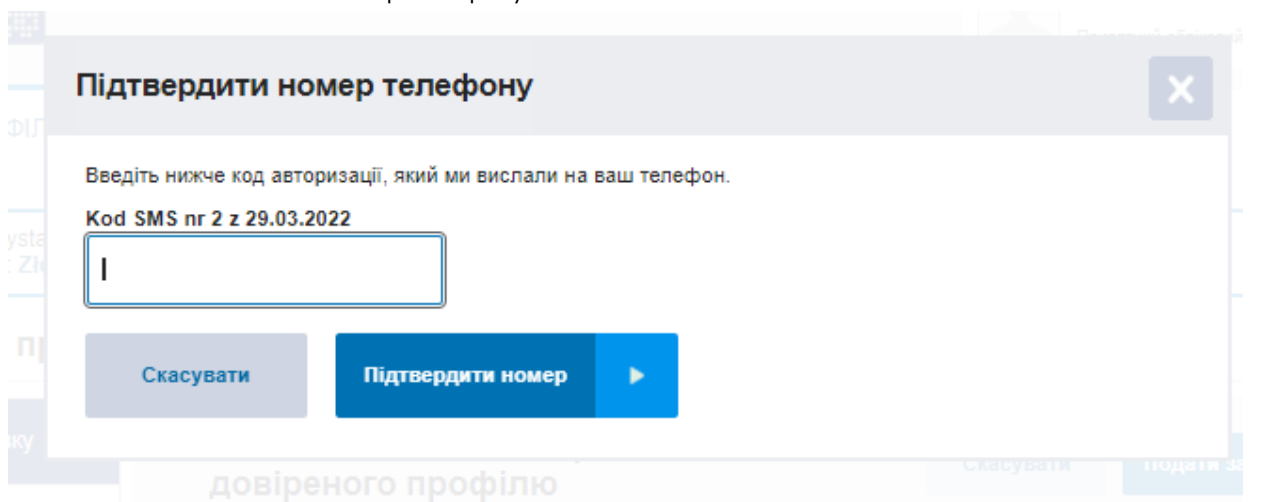 Підтвердити номер телефону
Введіть нижче код авторизації, який ми вислали на ваш телефон.
Kod SMS nr 2 z 29.03.2022
Скасувати
Підтвердити номер
Скасувати
довіреного профілю